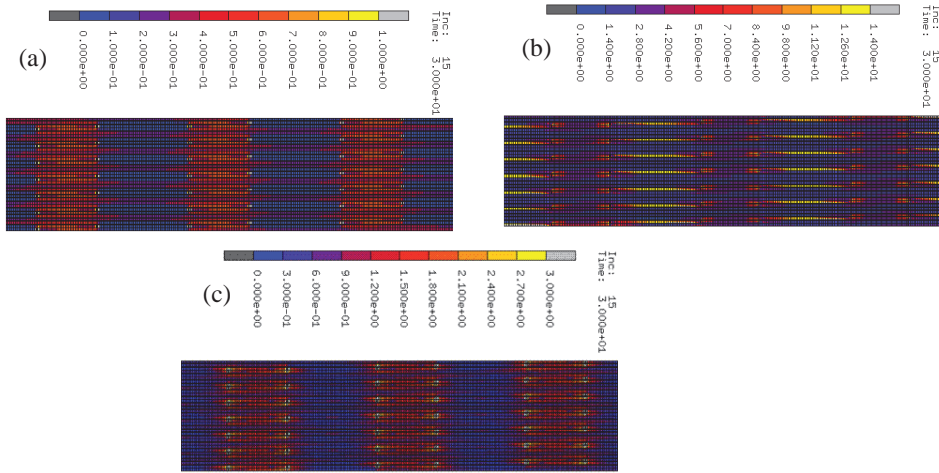 (a)
Inc: 15
Time: 3.000e+01
1.000e+00
9.000e-01
8.000e-01
7.000e-01
6.000e-01
5.000e-01
4.000e-01
3.000e-01
2.000e-01
1.000e-01
0.000e+00
(b)
Inc: 15
Time: 3.000e+01
1.400e+01
1.260e+01
1.120e+01
9.800e+00
8.400e+00
7.000e+00
5.600e+00
4.200e+00
2.800e+00
1.400e+00
0.000e+00
(c)
Inc: 15
Time: 3.000e+01
3.000e+00
2.700e+00
2.400e+00
2.100e+00
1.800e+00
1.500e+00
1.200e+00
9.000e-01
6.000e-01
3.000e-01
0.000e+00